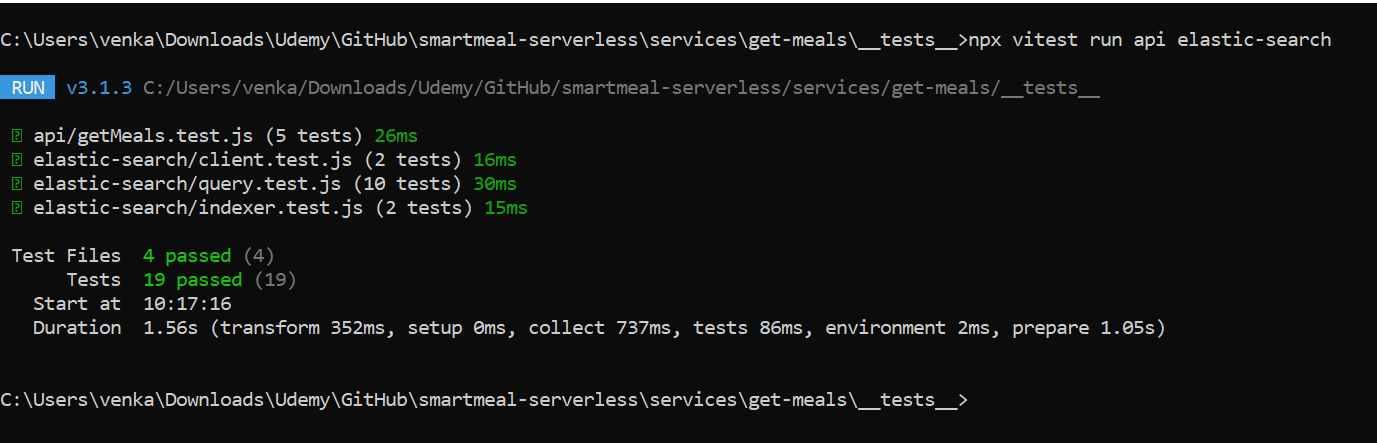 C:\Users\venka\Downloads\Udemy\GitHub\smartmeal-serverless\services\get-meals\__tests__>npx vitest run api elastic-search
RUN v3.1.3 C:/Users/venka/Downloads/Udemy/GitHub/smartmeal-serverless/services/get-meals/__tests__
api/getMeals.test.js (5 tests) 26ms
elastic-search/client.test.js (2 tests) 16ms
elastic-search/query.test.js (10 tests) 30ms
elastic-search/indexer.test.js (2 tests) 15ms
Test Files 4 passed (4)
Tests 19 passed (19)
Start at 10:17:16
Duration 1.56s (transform 352ms, setup 0ms, collect 737ms, tests 86ms, environment 2ms, prepare 1.05s)
C:\Users\venka\Downloads\Udemy\GitHub\smartmeal-serverless\services\get-meals\__tests__>